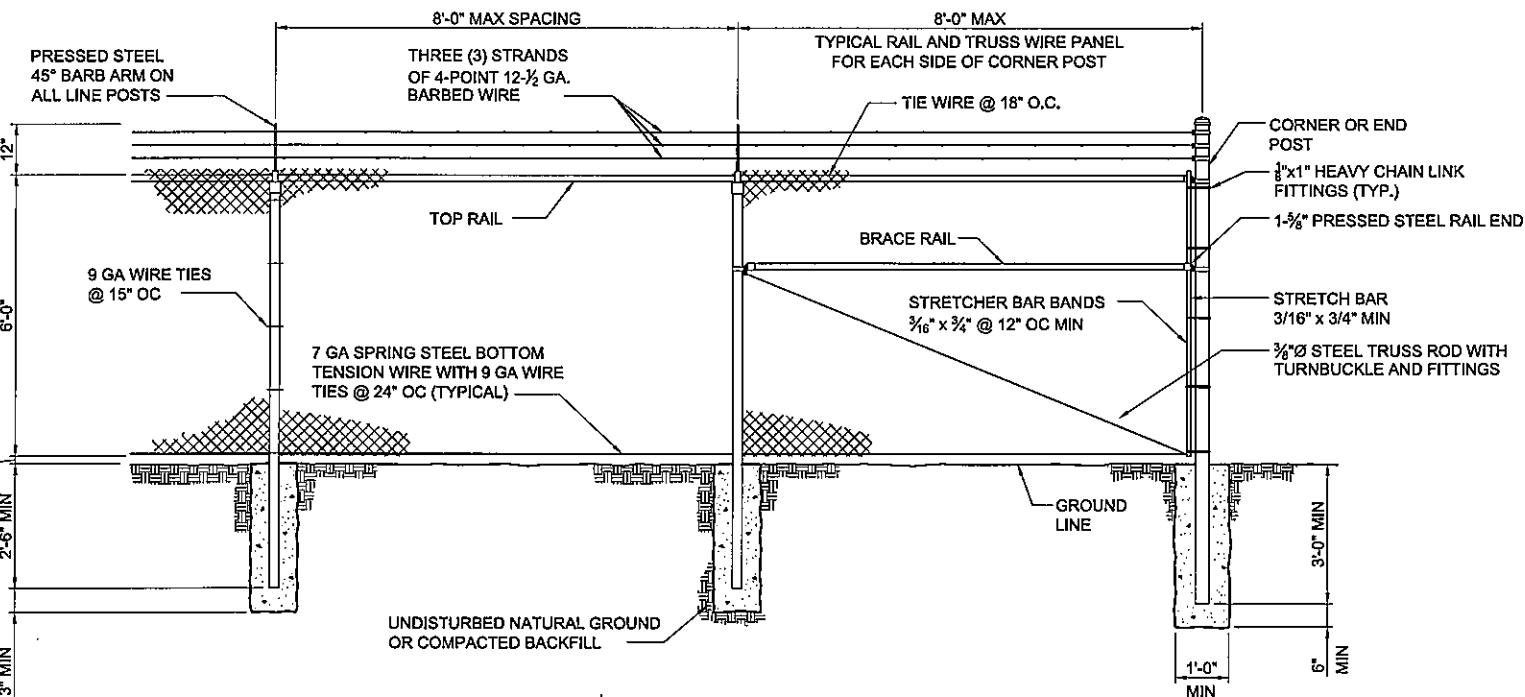 8'-0" MAX SPACING
8'-0" MAX
PRESSED STEEL
45° BARB ARM ON
ALL LINE POSTS
THREE (3) STRANDS
OF 4-POINT 12-½ GA.
BARBED WIRE
TYPICAL RAIL AND TRUSS WIRE PANEL
FOR EACH SIDE OF CORNER POST
TIE WIRE @ 18" O.C.
12"
CORNER OR END
POST
⅛"x1" HEAVY CHAIN LINK
FITTINGS (TYP.)
TOP RAIL
1-⅝" PRESSED STEEL RAIL END
BRACE RAIL
9 GA WIRE TIES
@ 15" OC
6'-0"
STRETCHER BAR BANDS
3⁄16" x ¾" @ 12" OC MIN
STRETCH BAR
3/16" x 3/4" MIN
7 GA SPRING STEEL BOTTOM
TENSION WIRE WITH 9 GA WIRE
TIES @ 24" OC (TYPICAL)
⅜"Ø STEEL TRUSS ROD WITH
TURNBUCKLE AND FITTINGS
2'-6" MIN
GROUND
LINE
3'-0" MIN
UNDISTURBED NATURAL GROUND
OR COMPACTED BACKFILL
3" MIN
1'-0"
MIN
6"
MIN